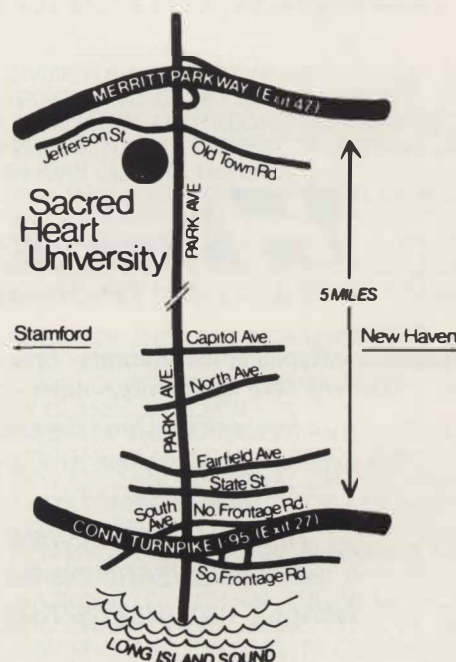 MERRITT PARKWAY (Exit 47)
Jefferson St.
Old Town Rd
Sacred
Heart
University
PARK AVE
5 MILES
Stamford
New Haven
Capitol Ave.
North Ave.
PARK AVE.
Fairfield Ave.
State St
South
Ave.
No. Frontage Rd.
CONN TURNPIKE I-95 (Exit 27)
So. Frontage Rd
LONG ISLAND SOUND